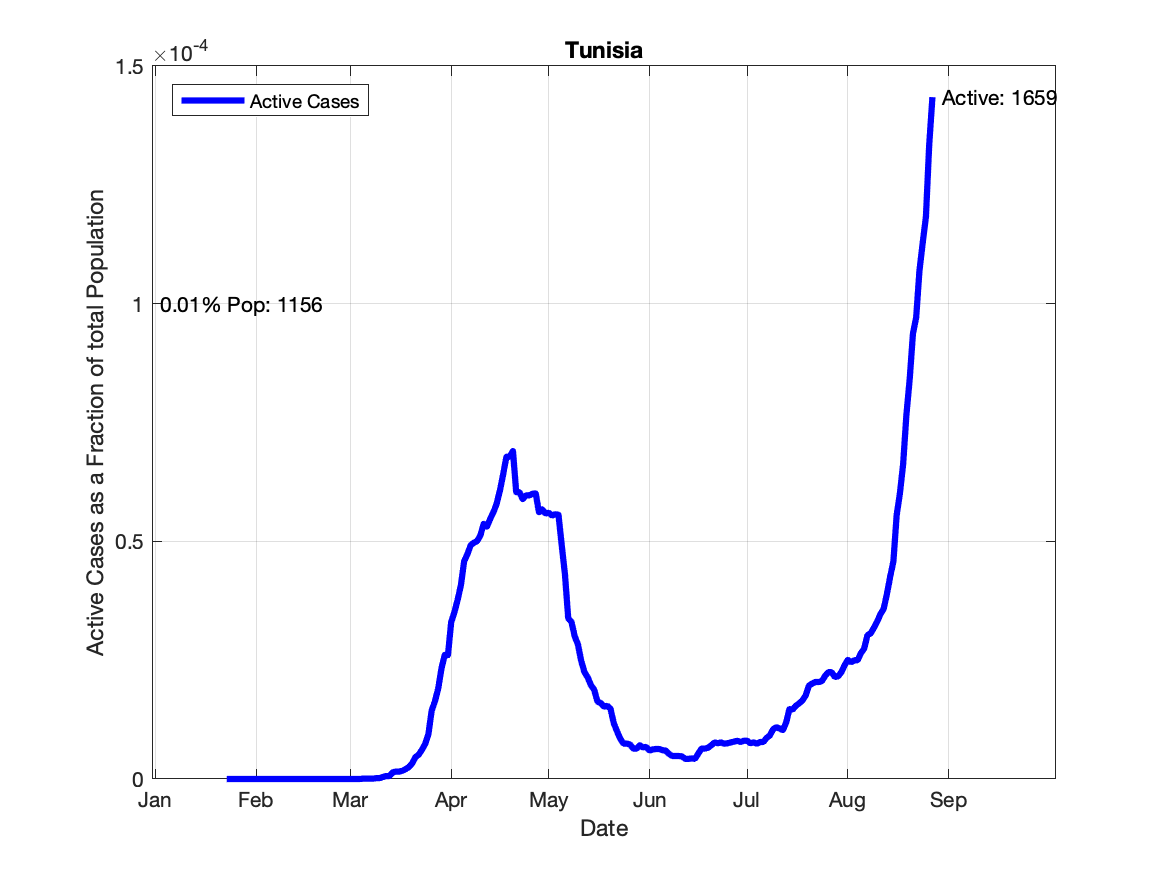 Tunisia
×10-4
1.5
Active Cases
Active: 1659
1
0.01% Pop: 1156
0.5
0
Active Cases as a Fraction of total Population
Jan Feb Mar Apr May Jun Jul Aug Sep
Date